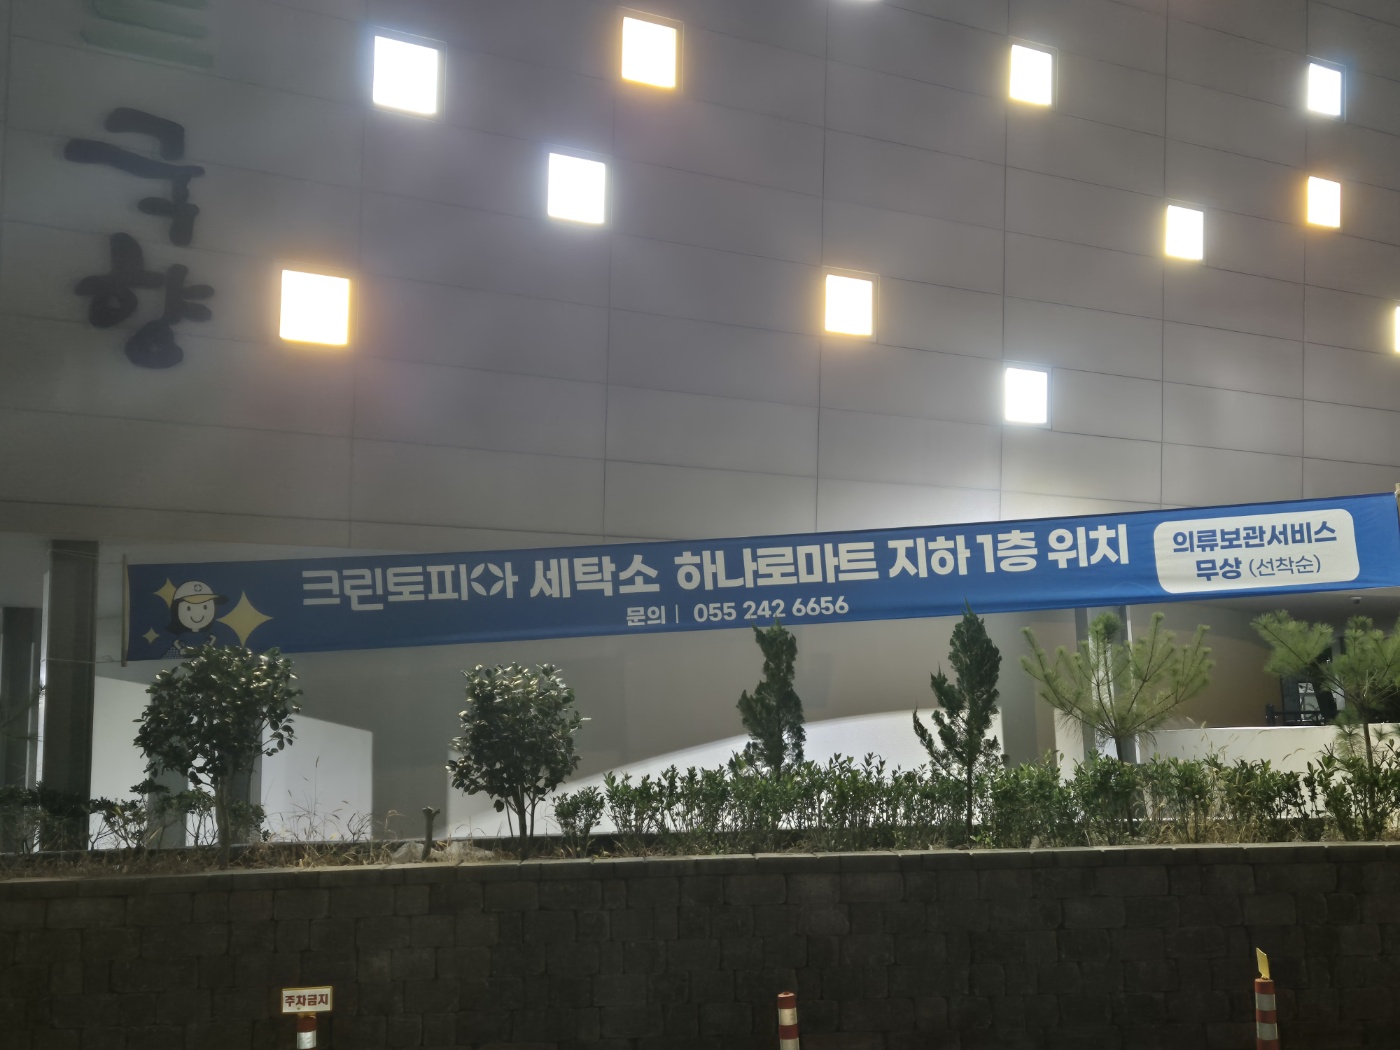 국
향
크린토피아 세탁소 하나로마트 지하 1층 위치
문의 | 055 242 6656
의류보관서비스
무상 (선착순)
주차금지